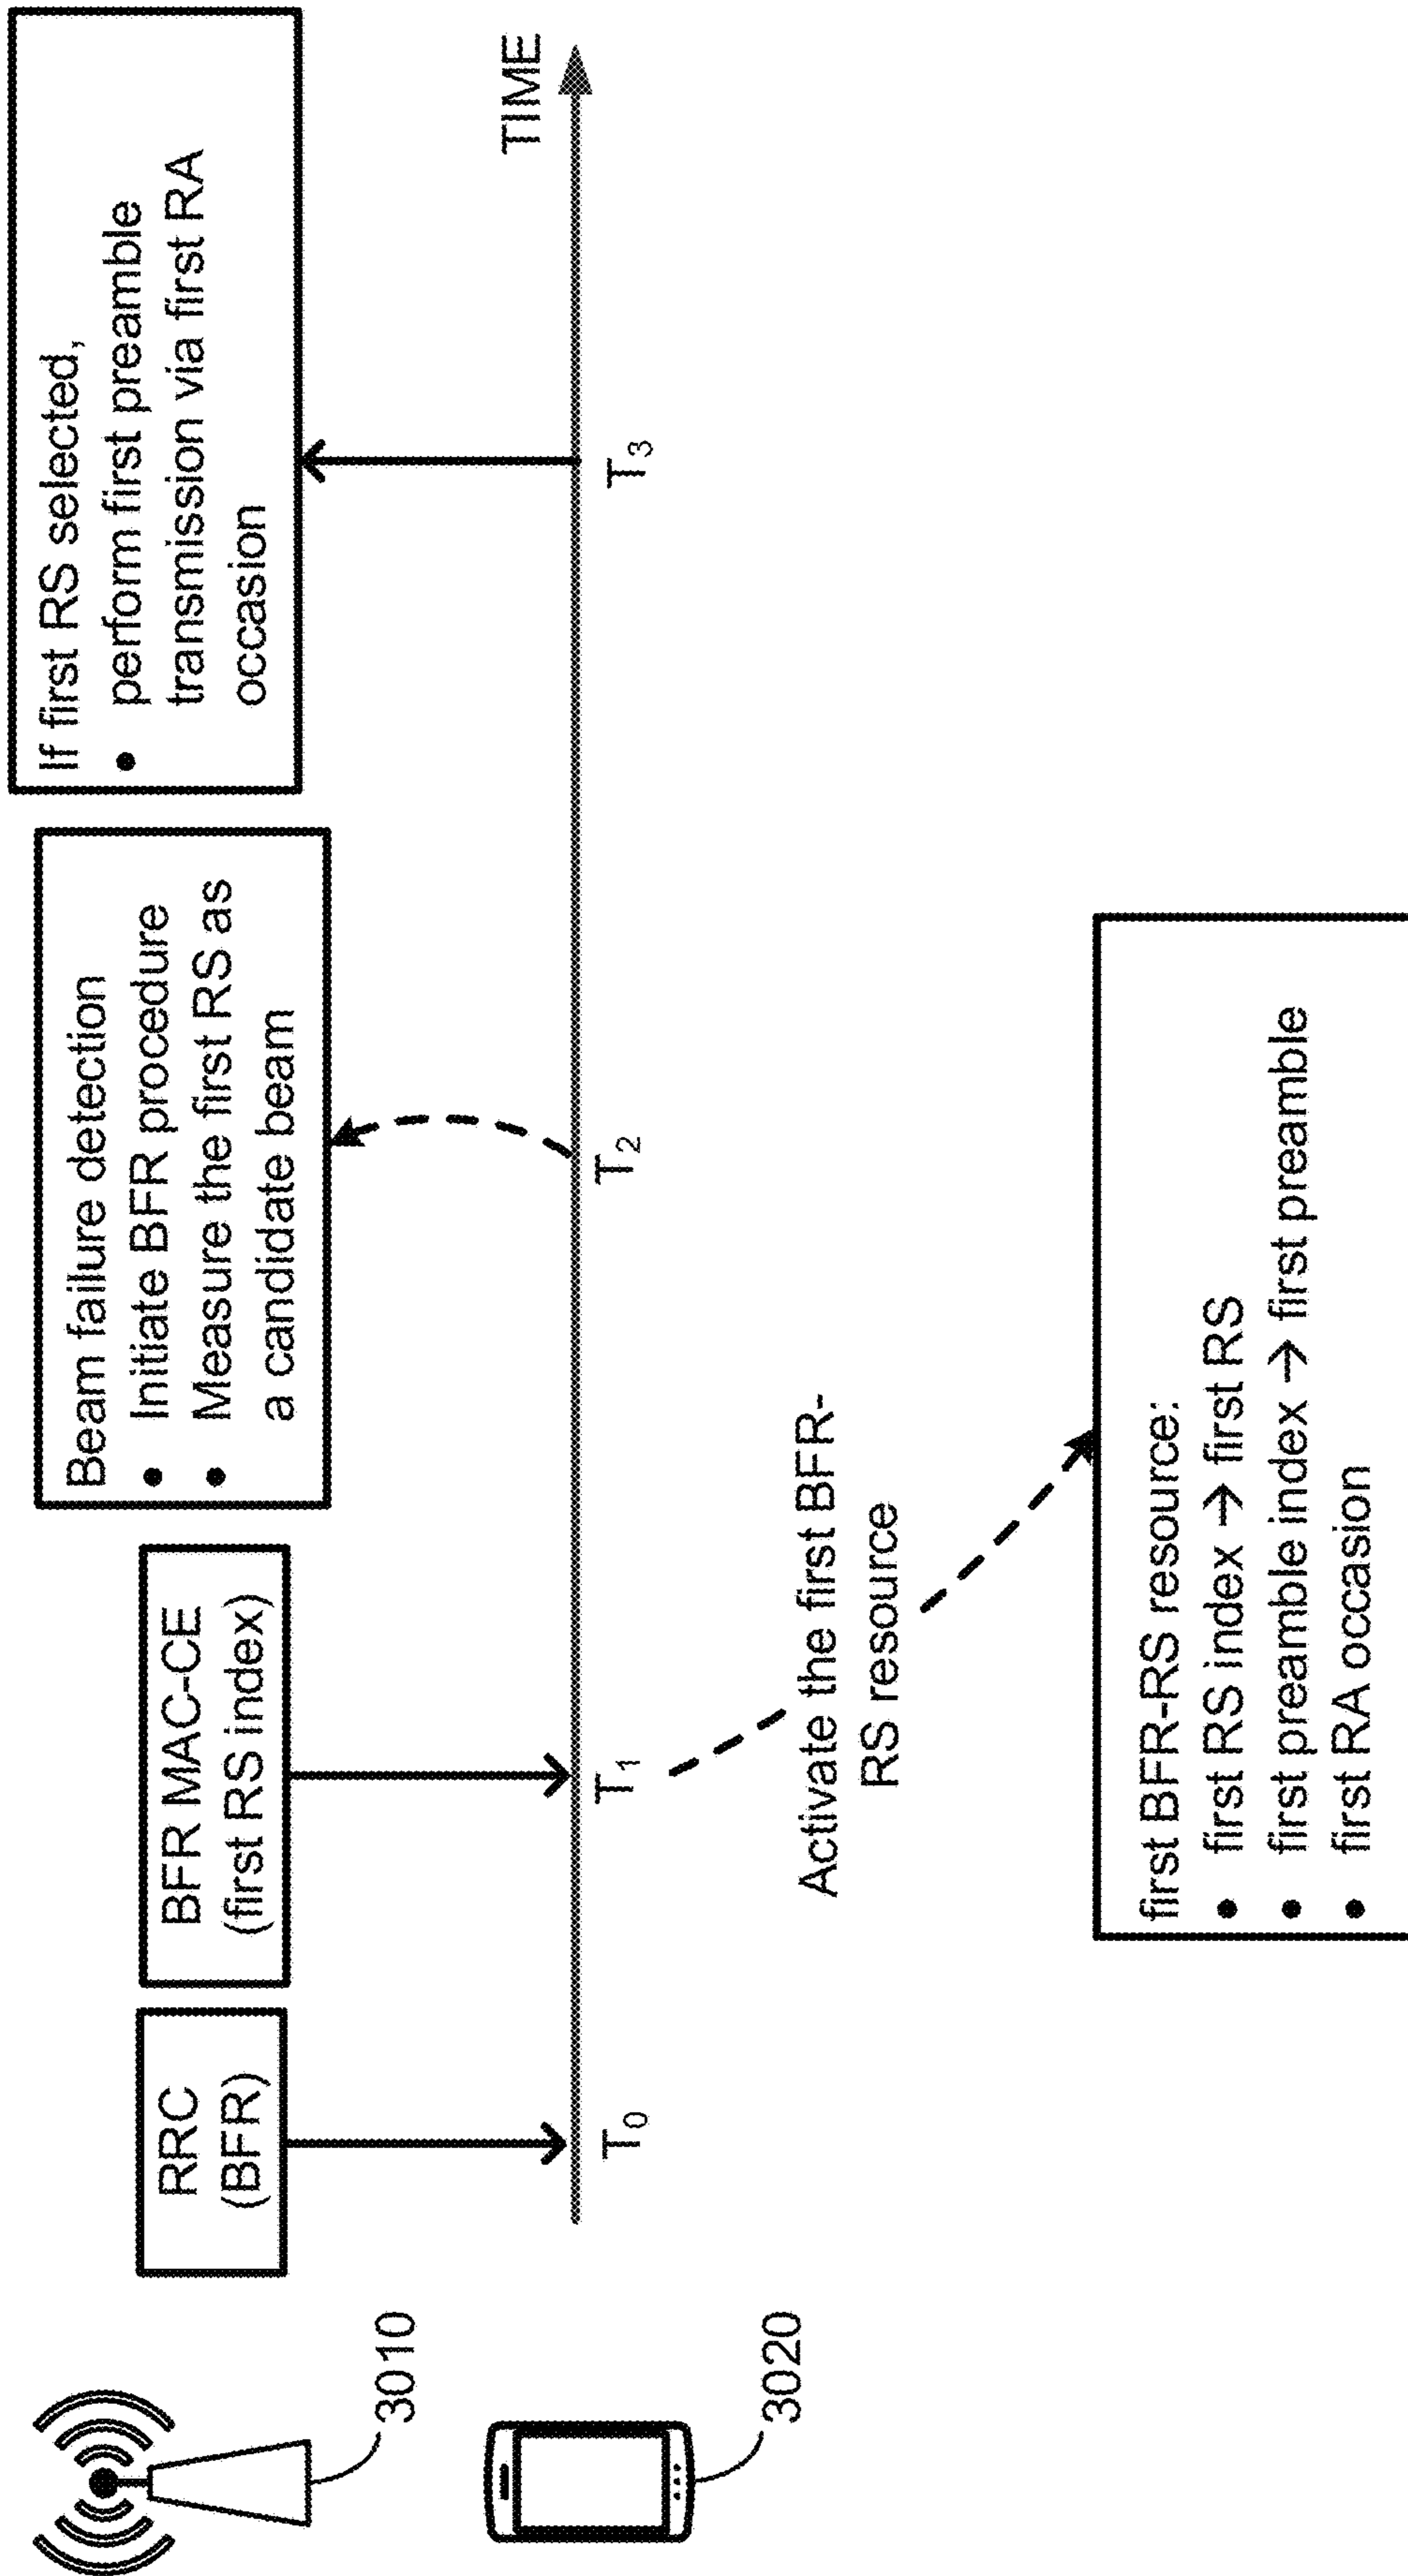 3010
3020
RRC
(BFR)
BFR MAC-CE
(first RS index)
Beam failure detection
• Initiate BFR procedure
• Measure the first RS as
a candidate beam
If first RS selected,
• perform first preamble
transmission via first RA
occasion
TIME
T0
T1
T2
T3
Activate the first BFR-
RS resource
first BFR-RS resource:
• first RS index → first RS
• first preamble index → first preamble
• first RA occasion